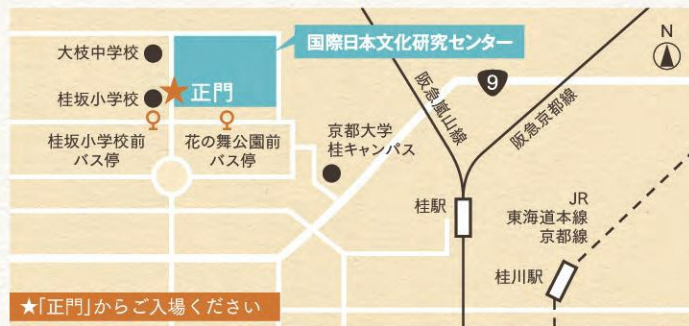 大枝中学校
国際日本文化研究センター
N
桂坂小学校
正門
9
阪急嵐山線
阪急京都線
桂坂小学校前
バス停
花の舞公園前
バス停
京都大学
桂キャンパス
桂駅
JR
東海道本線
京都線
桂川駅
★「正門」からご入場ください